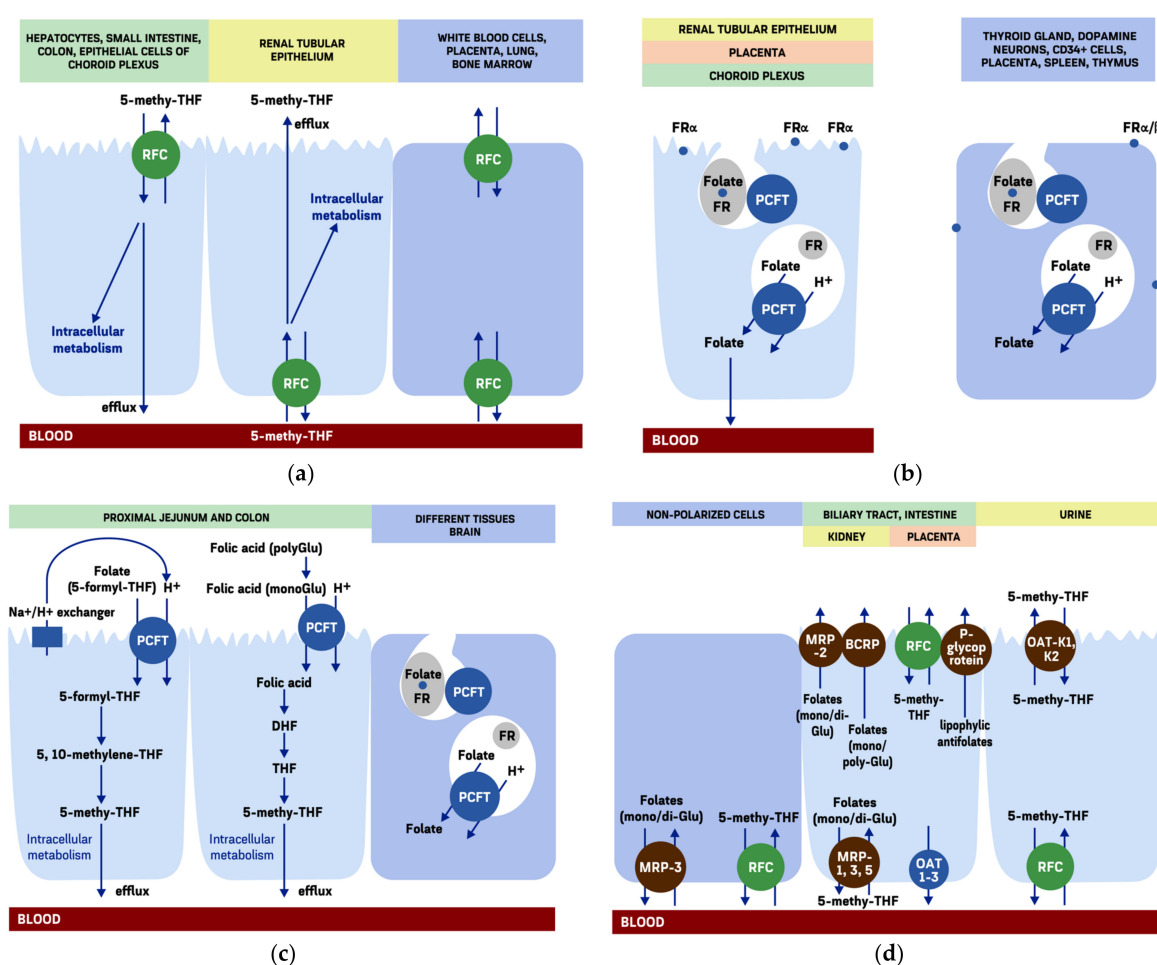 HEPATOCYTES, SMALL INTESTINE,
COLON, EPITHELIAL CELLS OF
CHOROID PLEXUS
RENAL TUBULAR
EPITHELIUM
WHITE BLOOD CELLS,
PLACENTA, LUNG,
BONE MARROW
5-methy-THF
5-methy-THF
efflux
RFC
RFC
Intracellular
metabolism
Intracellular
metabolism
RFC
RFC
efflux
BLOOD
5-methy-THF
(a)
RENAL TUBULAR EPITHELIUM
PLACENTA
CHOROID PLEXUS
THYROID GLAND, DOPAMINE
NEURONS, CD34+ CELLS,
PLACENTA, SPLEEN, THYMUS
FRα
FRα
FRα
FRα/β
Folate
FR
PCFT
FR
Folate
H+
PCFT
Folate
BLOOD
Folate
FR
PCFT
FR
Folate
H+
PCFT
Folate
(b)
PROXIMAL JEJUNUM AND COLON
DIFFERENT TISSUES
BRAIN
Folate
(5-formyl-THF)
H+
Na+/H+ exchanger
PCFT
5-formyl-THF
5, 10-methylene-THF
5-methy-THF
Intracellular
metabolism
efflux
Folic acid (polyGlu)
Folic acid (monoGlu)
H+
PCFT
Folic acid
DHF
THF
5-methy-THF
Intracellular
metabolism
efflux
Folate
FR
PCFT
FR
Folate
H+
PCFT
Folate
BLOOD
(c)
NON-POLARIZED CELLS
BILIARY TRACT, INTESTINE
KIDNEY
PLACENTA
URINE
MRP
-2
BCRP
RFC
P-
glycop
rotein
5-methy-THF
OAT-K1,
K2
5-methy-THF
Folates
(mono/di-
Glu)
Folates
(mono/
poly-Glu)
5-methy-
THF
lipophylic
antifolates
Folates
(mono/di-Glu)
5-methy-THF
MRP-3
RFC
Folates
(mono/di-Glu)
MRP-
1, 3, 5
5-methy-THF
OAT
1-3
5-methy-THF
RFC
BLOOD
(d)